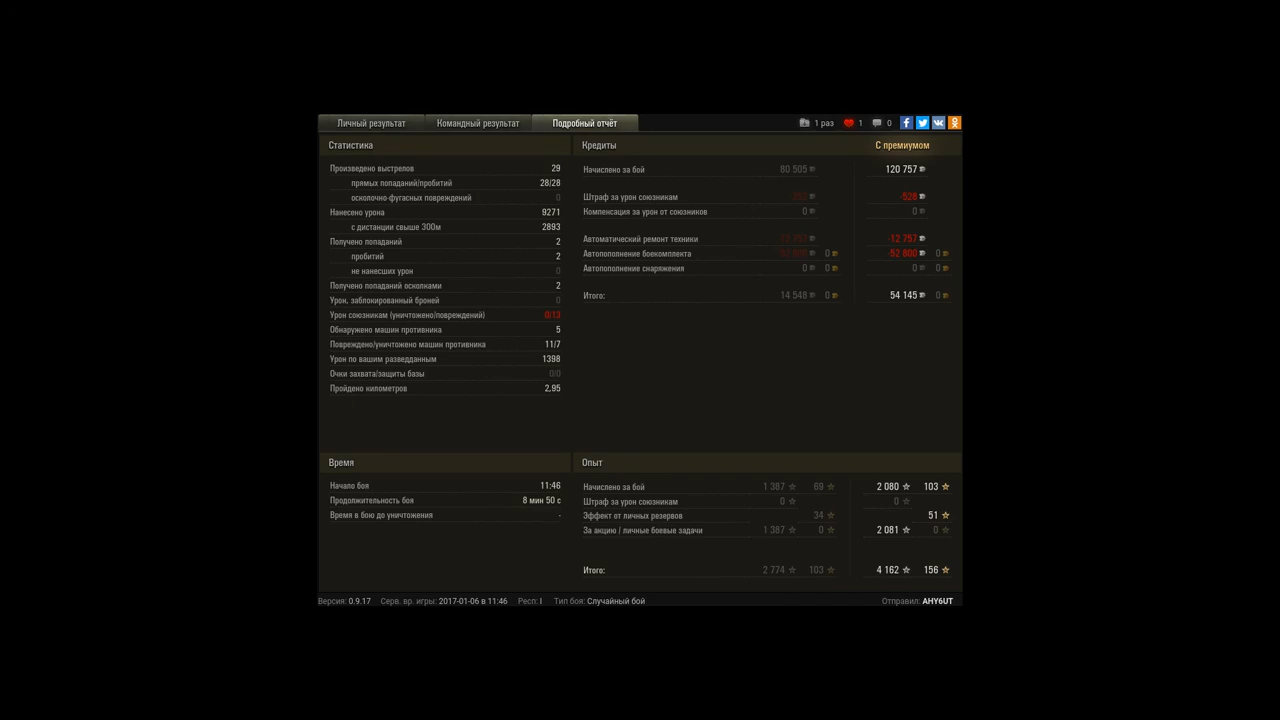 Личный результат Командный результат Подробный отчёт 1 раз 1 0
Статистика
Произведено выстрелов 29
прямых попаданий/пробитий 28/28
осколочно-фугасных повреждений 0
Нанесено урона 9271
с дистанции свыше 300м 2893
Получено попаданий 2
пробитий 2
не нанесших урон 0
Получено попаданий осколками 2
Урон, заблокированный броней 0
Урон союзникам (уничтожено/повреждений) 0/13
Обнаружено машин противника 5
Повреждено/уничтожено машин противника 11/7
Урон по вашим разведданным 1398
Очки захвата/защиты базы 0/0
Пройдено километров 2,95
Кредиты С премиумом
Начислено за бой 80 505 120 757
Штраф за урон союзникам -528
Компенсация за урон от союзников 0 0
Автоматический ремонт техники -12 757
Автопополнение боекомплекта 0 -52 800 0
Автопополнение снаряжения 0 0 0 0
Итого: 14 548 0 54 145 0
Время
Начало боя 11:46
Продолжительность боя 8 мин 50 с
Время в бою до уничтожения -
Опыт
Начислено за бой 1 387 69 2 080 103
Штраф за урон союзникам 0 0
Эффект от личных резервов 34 51
За акцию / личные боевые задачи 1 387 0 2 081 0
Итого: 2 774 103 4 162 156
Версия: 0.9.17 Серв. вр. игры: 2017-01-06 в 11:46 Респ: I Тип боя: Случайный бой Отправил: AHY6UT